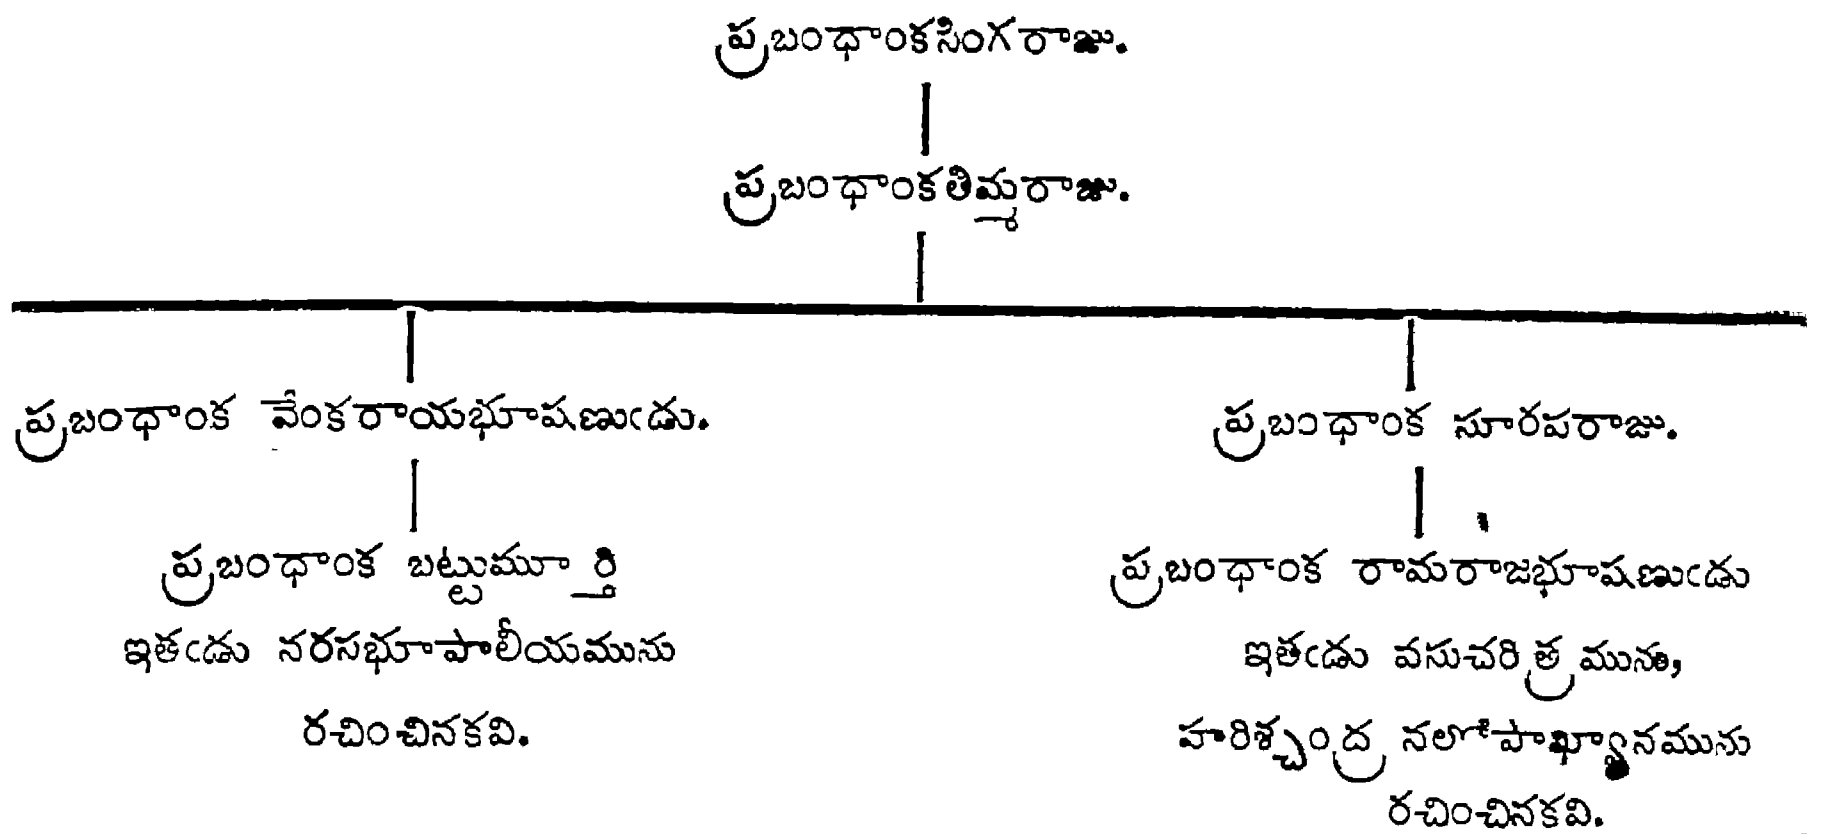 ప్రబంధాంకసింగరాజు.
ప్రబంధాంకతిమ్మరాజు.
ప్రబంధాంక వేంకరాయభూషణుఁడు.
ప్రబంధాంక సూరపరాజు.
ప్రబంధాంక బట్టుమూర్తి
ఇతఁడు నరసభూపాలీయమును
రచించినకవి.
ప్రబంధాంక రామరాజభూషణుఁడు
ఇతఁడు వసుచరిత్రమును,
హరిశ్చంద్ర నలోపాఖ్యానమును
రచించినకవి.